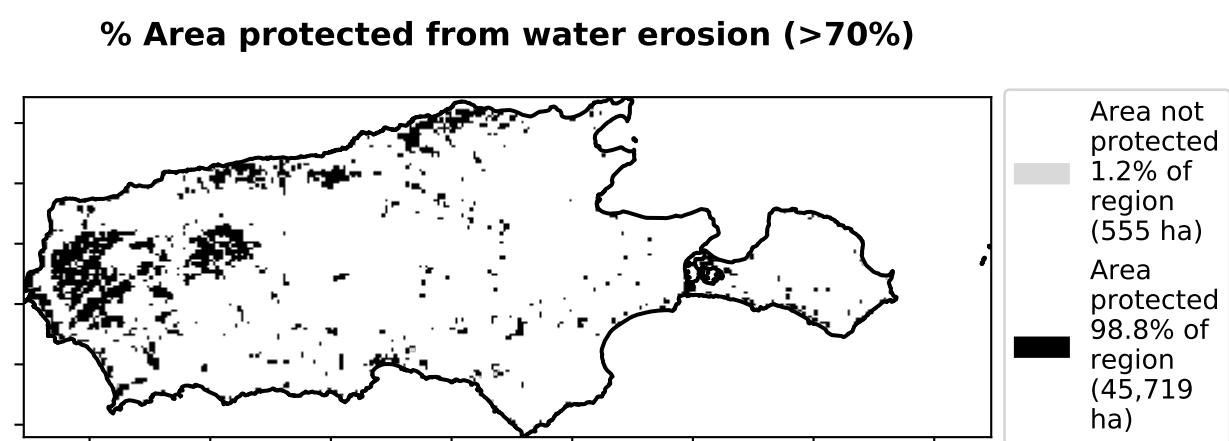 % Area protected from water erosion (>70%)
Area not
protected
1.2% of
region
(555 ha)
Area
protected
98.8% of
region
(45,719
ha)